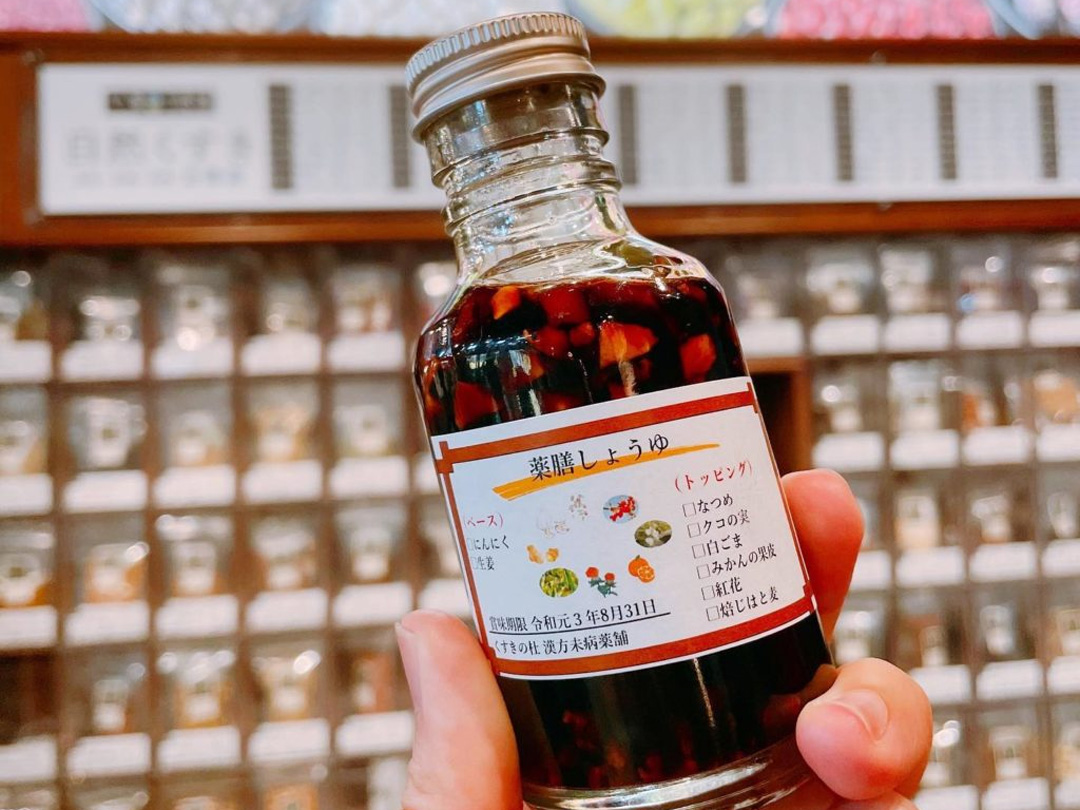 薬膳しょうゆ
(ベース)
□にんにく
□生姜
(トッピング)
□なつめ
□クコの実
□白ごま
□みかんの果皮
□紅花
□焙じはと麦
賞味期限 令和元3年8月31日
くすきの杜 漢方未病薬舗